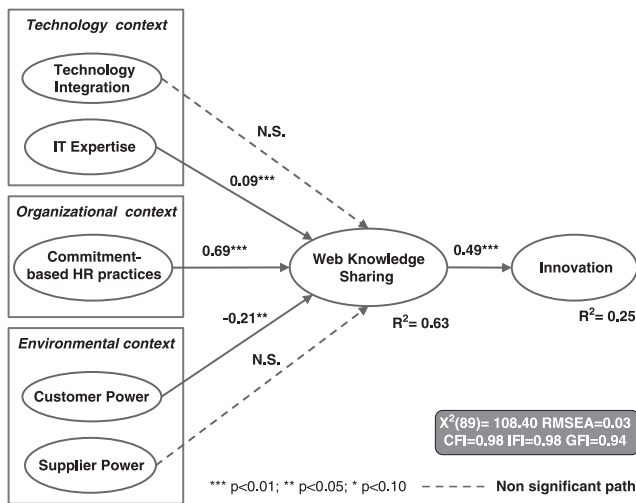 Technology context
Technology
Integration
IT Expertise
N.S.
0.09***
Organizational context
Commitment-
based HR practices
0.69***
Web Knowledge
Sharing
0.49***
Innovation
R²= 0.63
R²= 0.25
Environmental context
-0.21**
N.S.
Customer Power
Supplier Power
X²(89)= 108.40 RMSEA=0.03
CFI=0.98 IFI=0.98 GFI=0.94
*** p<0.01; ** p<0.05; * p<0.10
Non significant path